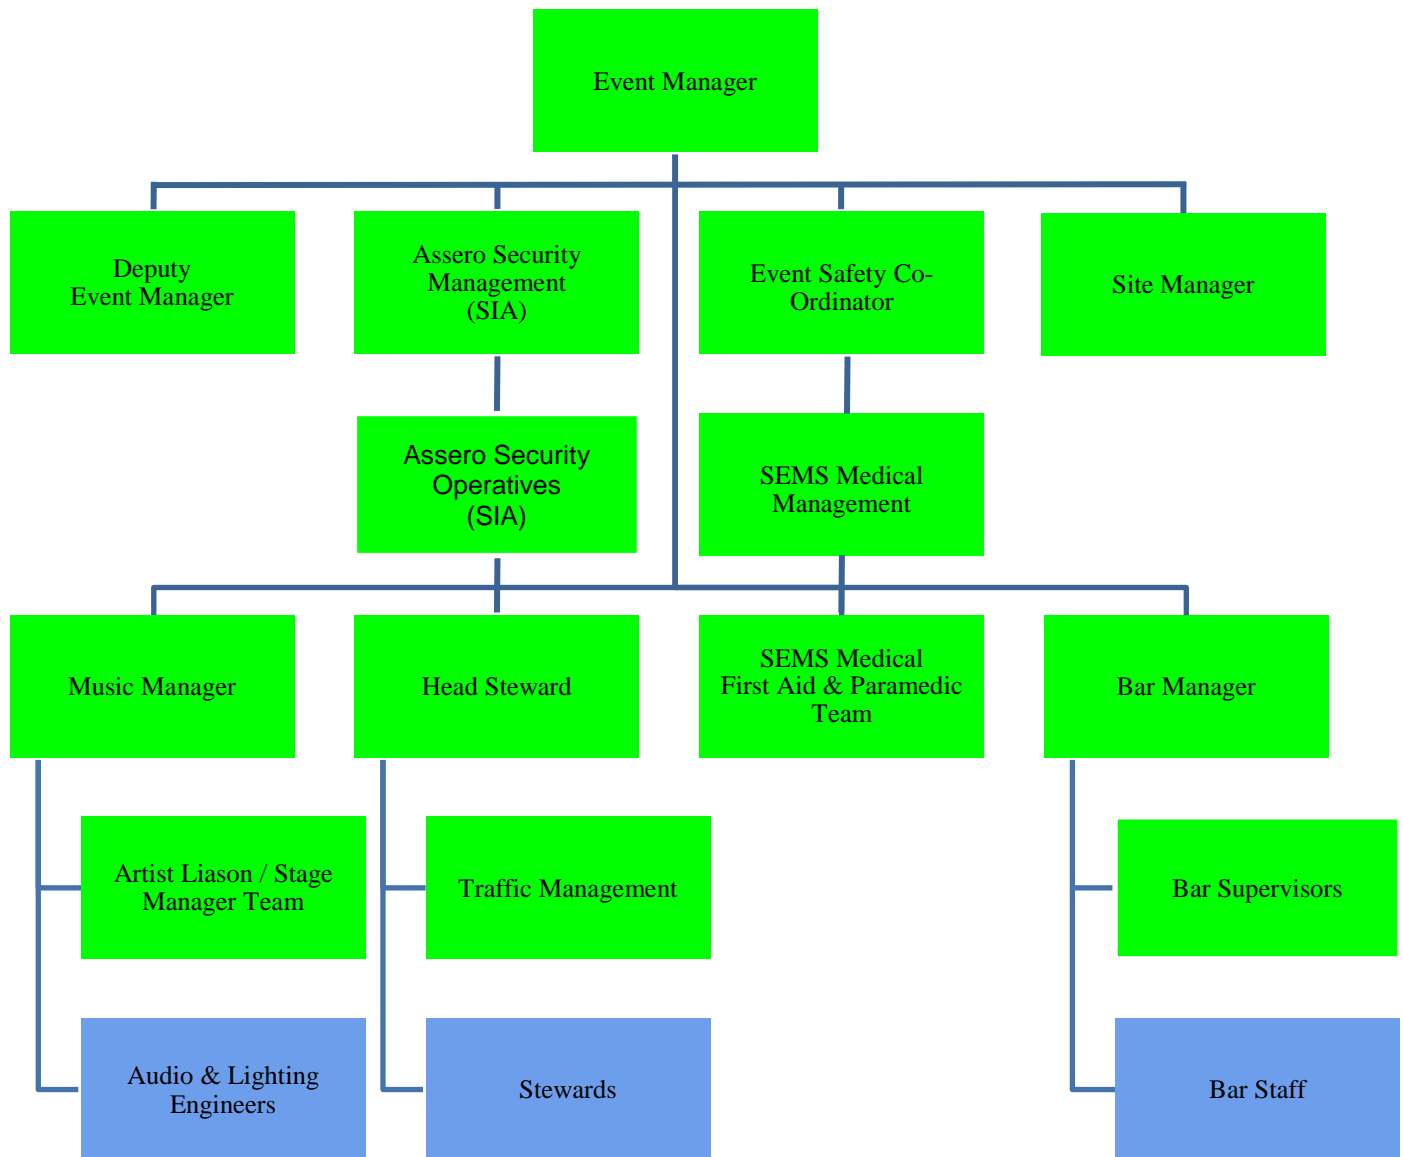 Event Manager
Deputy
Event Manager
Assero Security
Management
(SIA)
Event Safety Co-
Ordinator
Site Manager
Assero Security
Operatives
(SIA)
SEMS Medical
Management
Music Manager
Head Steward
SEMS Medical
First Aid & Paramedic
Team
Bar Manager
Artist Liason / Stage
Manager Team
Traffic Management
Bar Supervisors
Audio & Lighting
Engineers
Stewards
Bar Staff